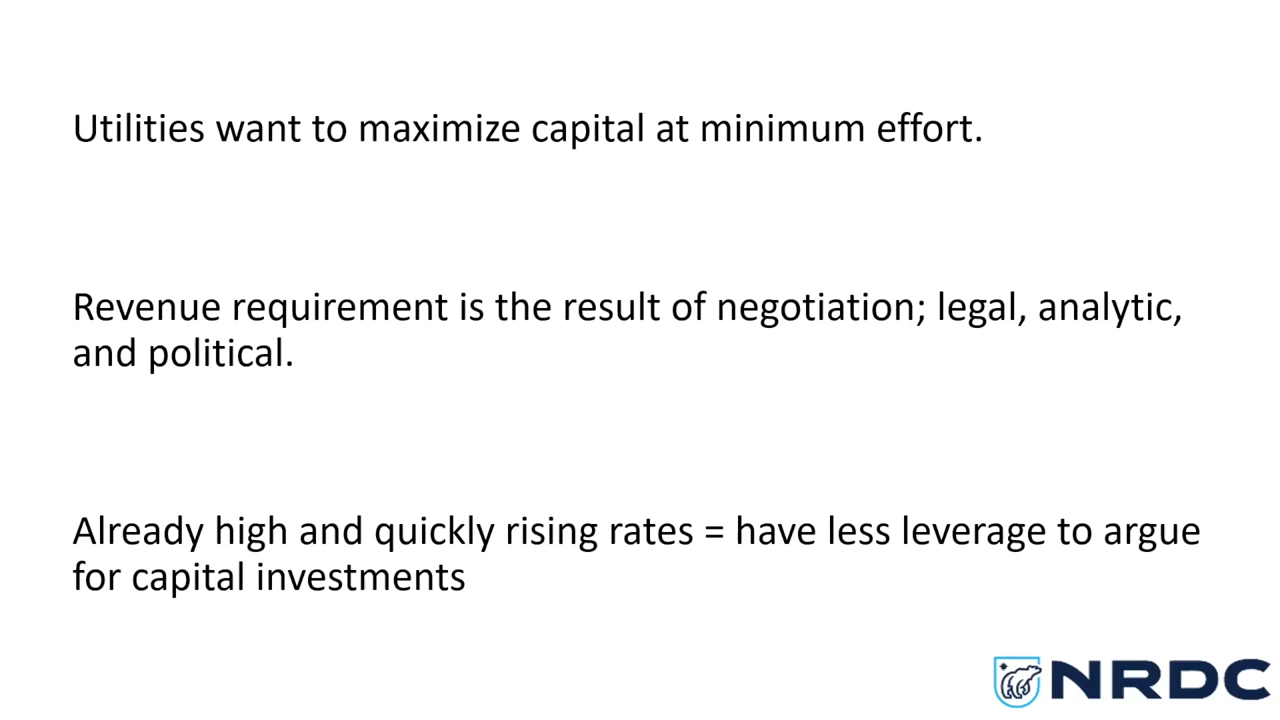 Utilities want to maximize capital at minimum effort.
Revenue requirement is the result of negotiation; legal, analytic,
and political.
Already high and quickly rising rates = have less leverage to argue
for capital investments
NRDC